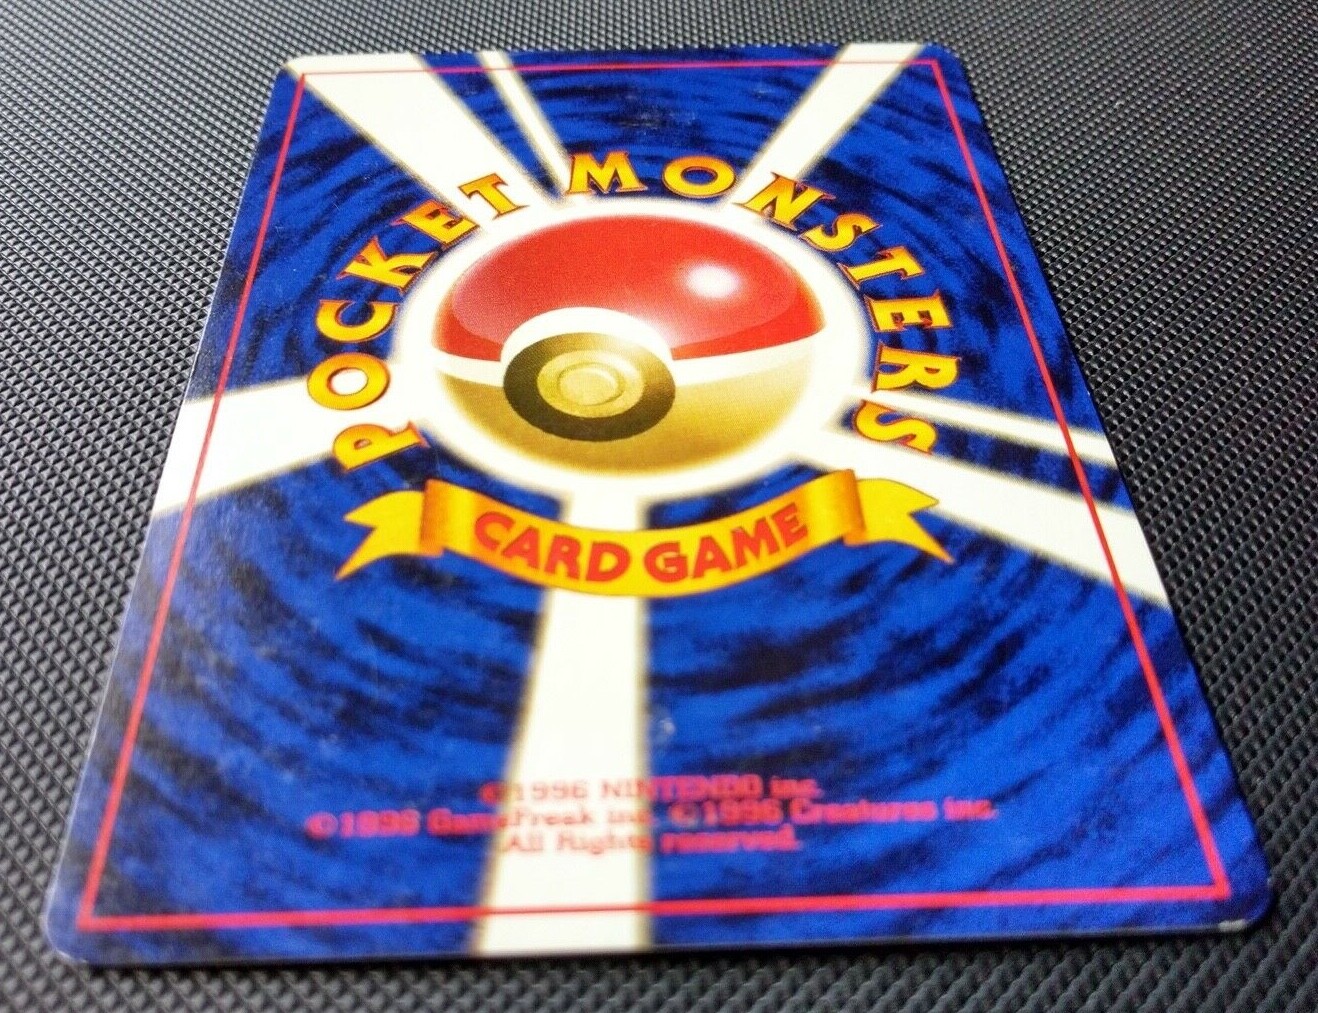 POCKET MONSTERS
CARD GAME
©1996 NINTENDO inc.
©1996 GameFreak inc. ©1996 Creatures inc.
All Rights reserved.